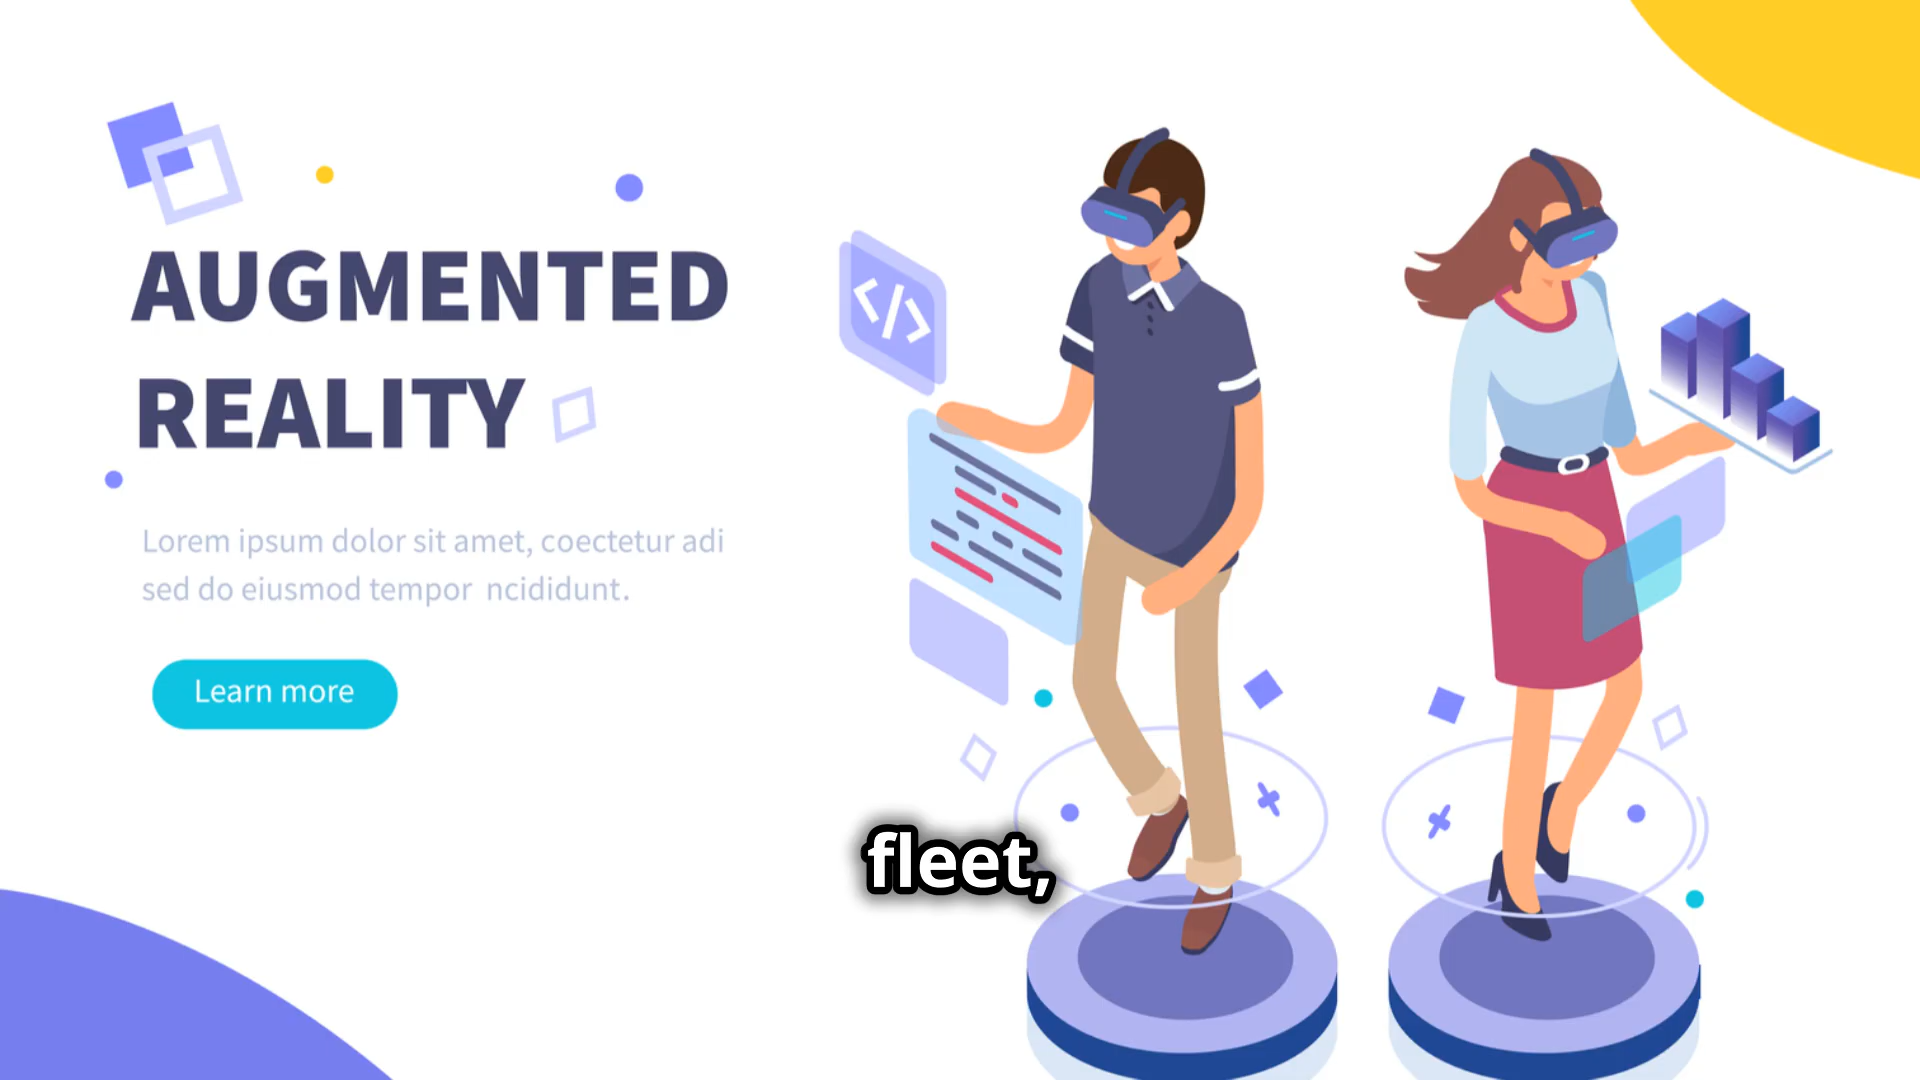 AUGMENTED
REALITY
Lorem ipsum dolor sit amet, coectetur adi
sed do eiusmod tempor ncididunt.
Learn more
</>
fleet,